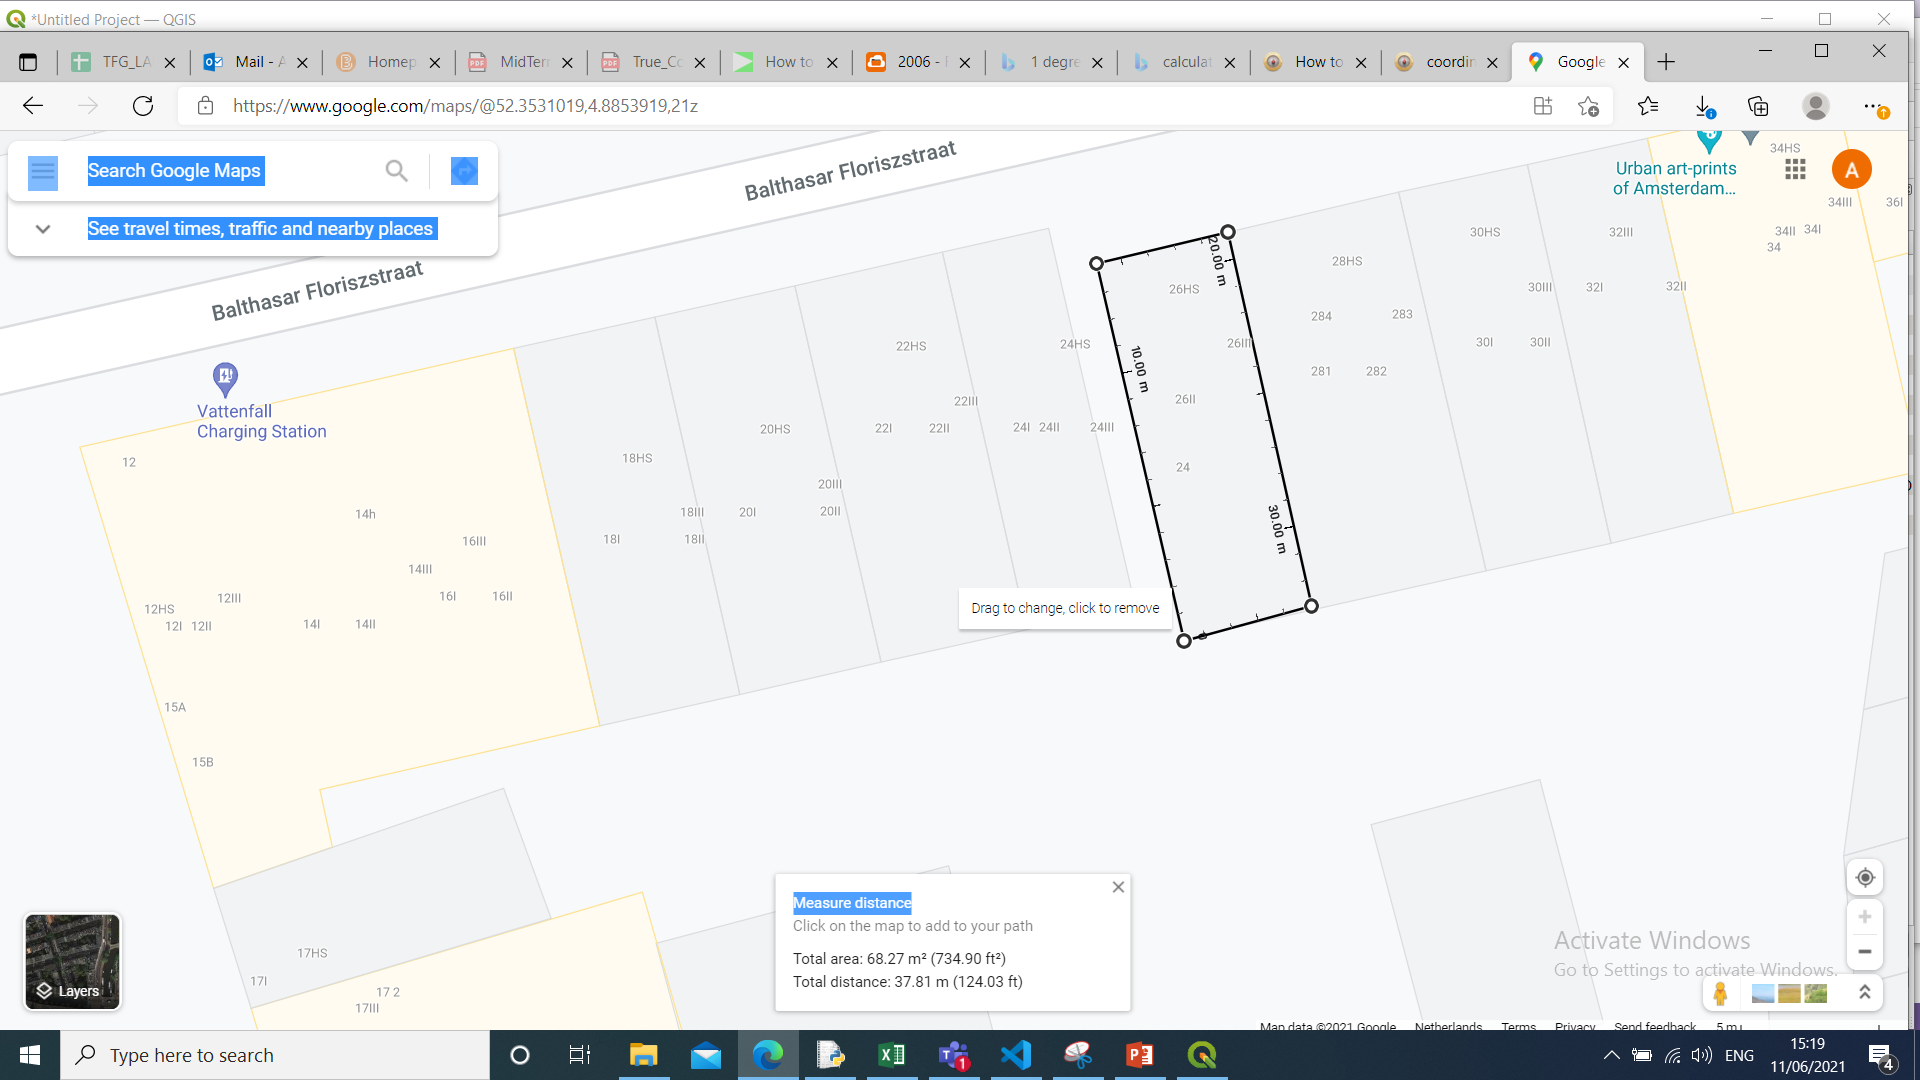 *Untitled Project — QGIS
TFG_LA
Mail - A
Homep
MidTerm
True_Co
How to
2006 -
1 degre
calculat
How to
coordin
Google
https://www.google.com/maps/@52.3531019,4.8853919,21z
Search Google Maps
See travel times, traffic and nearby places
Balthasar Floriszstraat
Balthasar Floriszstraat
Urban art-prints
of Amsterdam...
A
34HS
34III
36I
34II
34I
34
30HS
32III
28HS
30III
32I
32II
284
283
30I
30II
281
282
20.00 m
26HS
26III
10.00 m
26II
24
30.00 m
22HS
24HS
22III
22I
22II
24I
24II
24III
20HS
18HS
20III
18III
20I
20II
18I
18II
Vattenfall
Charging Station
12
14h
16III
14III
16I
16II
12III
12HS
12I
12II
14I
14II
15A
15B
17HS
17I
17 2
17III
Drag to change, click to remove
Measure distance
Click on the map to add to your path
Total area: 68.27 m² (734.90 ft²)
Total distance: 37.81 m (124.03 ft)
Layers
Activate Windows
Go to Settings to activate Windows.
Map data ©2021 Google
Netherlands
Terms
Privacy
Send feedback
5 m
Type here to search
1
ENG
15:19
11/06/2021
4